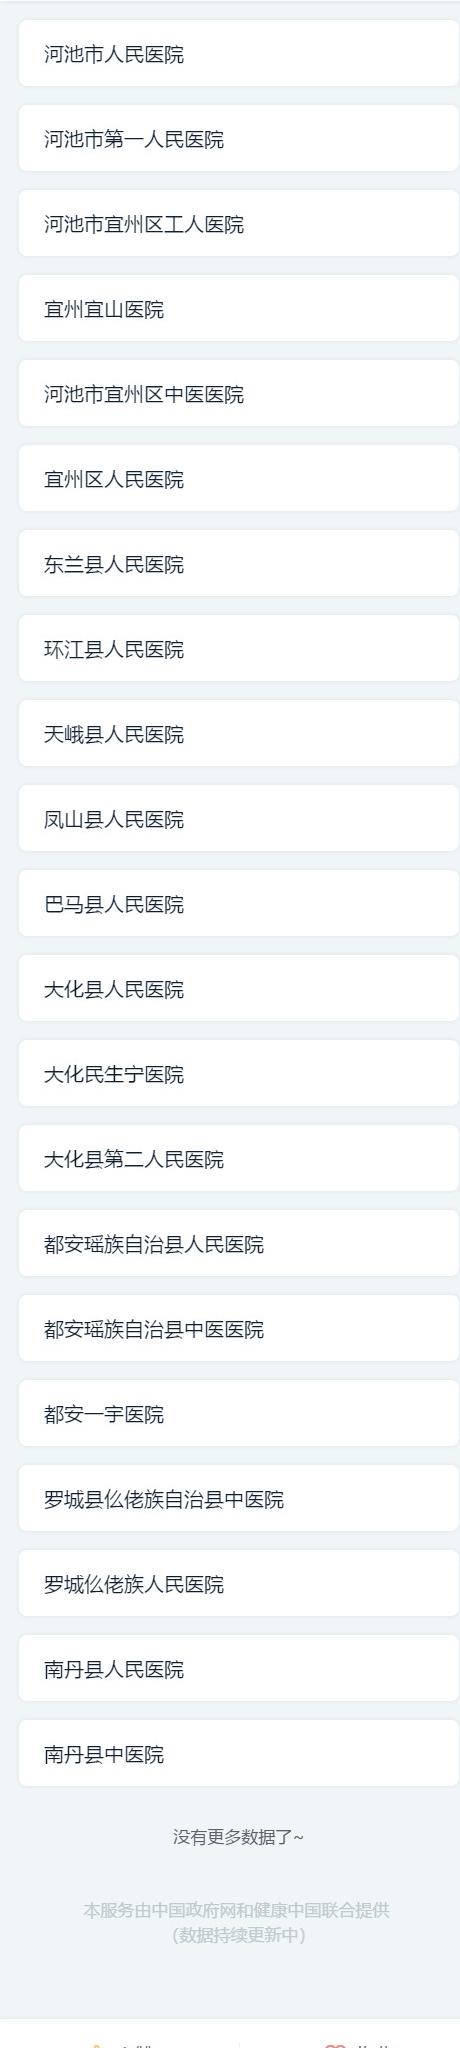 河池市人民医院
河池市第一人民医院
河池市宜州区工人医院
宜州宜山医院
河池市宜州区中医医院
宜州区人民医院
东兰县人民医院
环江县人民医院
天峨县人民医院
凤山县人民医院
巴马县人民医院
大化县人民医院
大化民生宁医院
大化县第二人民医院
都安瑶族自治县人民医院
都安瑶族自治县中医医院
都安一宇医院
罗城县仫佬族自治县中医院
罗城仫佬族人民医院
南丹县人民医院
南丹县中医院
没有更多数据了~
本服务由中国政府网和健康中国联合提供
（数据持续更新中）